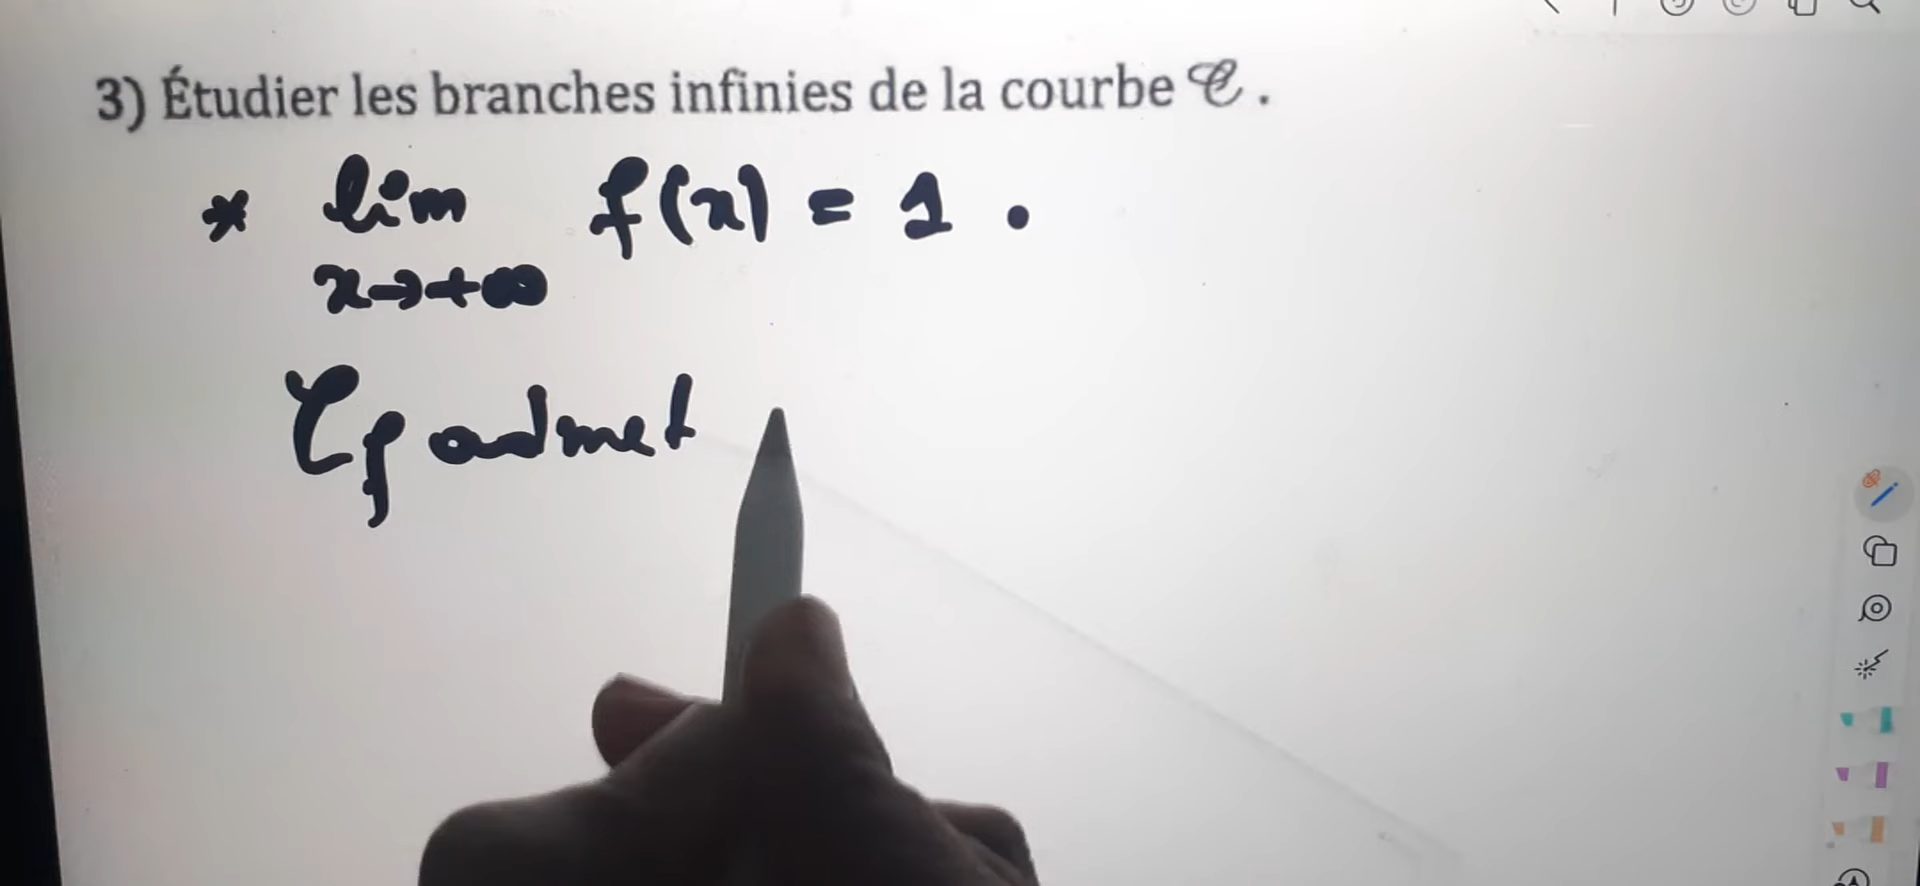 3) Étudier les branches infinies de la courbe 𝒞.
* lim f(x) = 1.
x→+∞
𝒞f admet